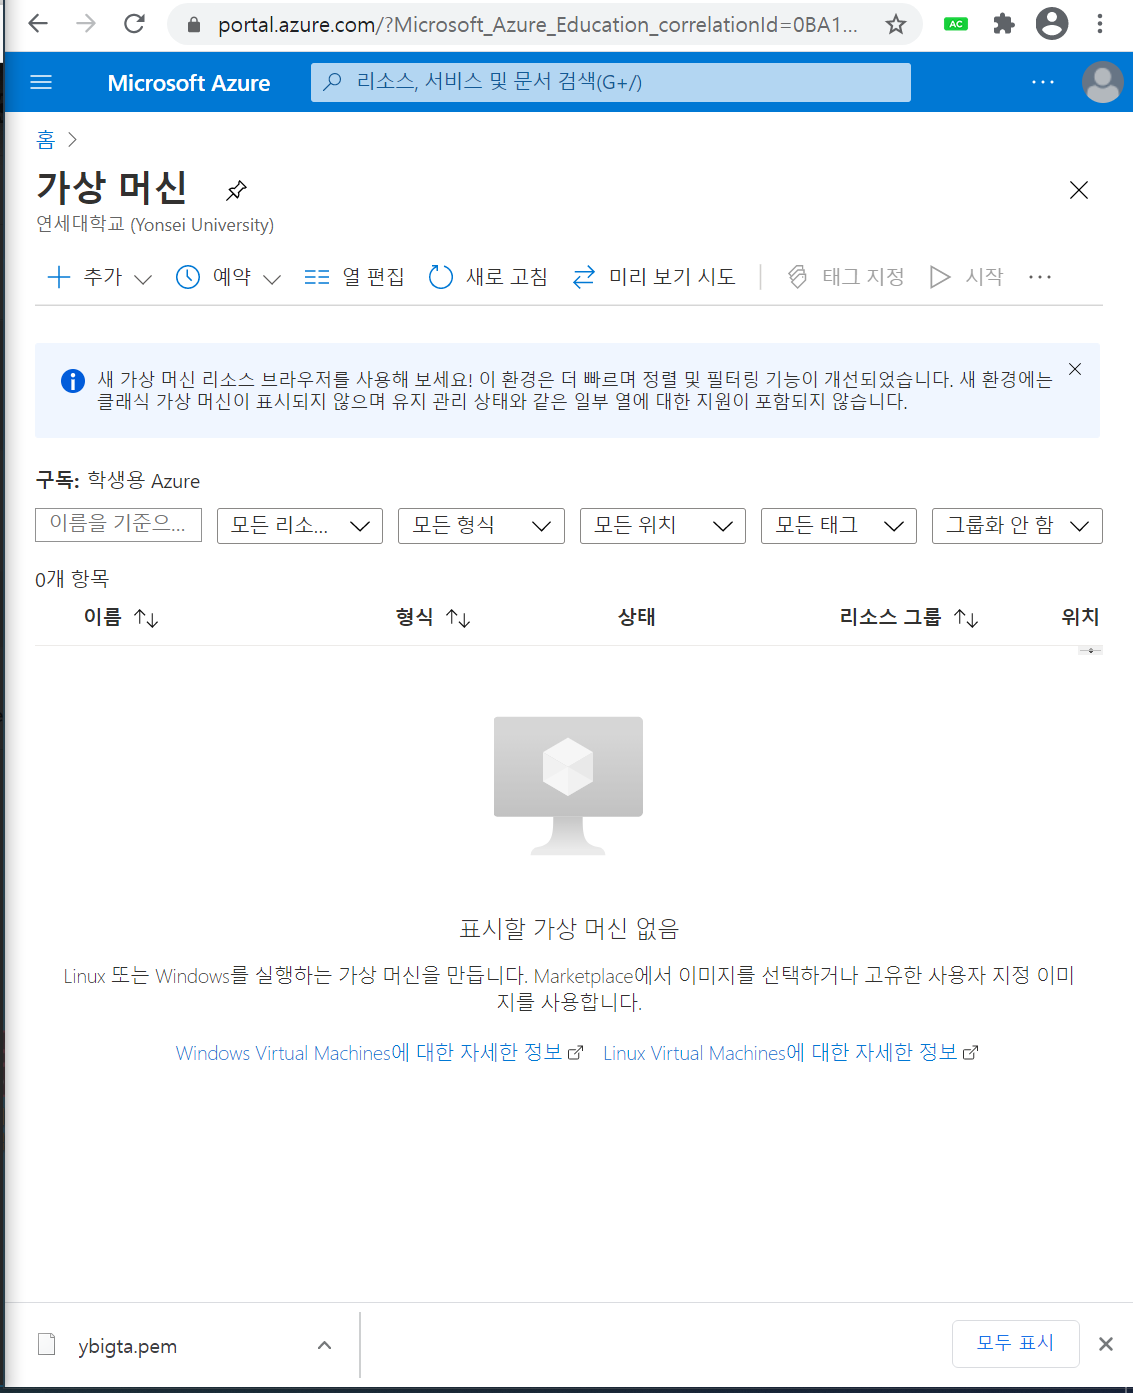 portal.azure.com/?Microsoft_Azure_Education_correlationId=0BA1...
AC
Microsoft Azure
리소스, 서비스 및 문서 검색(G+/)
홈
가상 머신
연세대학교 (Yonsei University)
추가 예약 열 편집 새로 고침 미리 보기 시도 태그 지정 시작
새 가상 머신 리소스 브라우저를 사용해 보세요! 이 환경은 더 빠르며 정렬 및 필터링 기능이 개선되었습니다. 새 환경에는
클래식 가상 머신이 표시되지 않으며 유지 관리 상태와 같은 일부 열에 대한 지원이 포함되지 않습니다.
구독: 학생용 Azure
이름을 기준으... 모든 리소... 모든 형식 모든 위치 모든 태그 그룹화 안 함
0개 항목
이름 형식 상태 리소스 그룹 위치
표시할 가상 머신 없음
Linux 또는 Windows를 실행하는 가상 머신을 만듭니다. Marketplace에서 이미지를 선택하거나 고유한 사용자 지정 이미
지를 사용합니다.
Windows Virtual Machines에 대한 자세한 정보 Linux Virtual Machines에 대한 자세한 정보
ybigta.pem
모두 표시